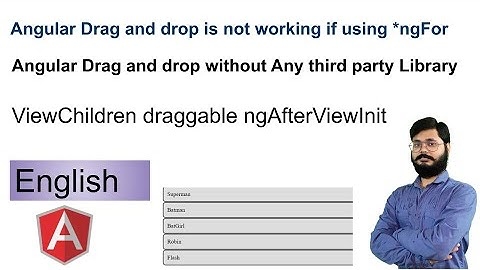 Angular Drag and drop is not working if using *ngFor
Angular Drag and drop without Any third party Library
ViewChildren draggable ngAfterViewInit
English
A
Superman
Batman
BatGirl
Robin
Flash